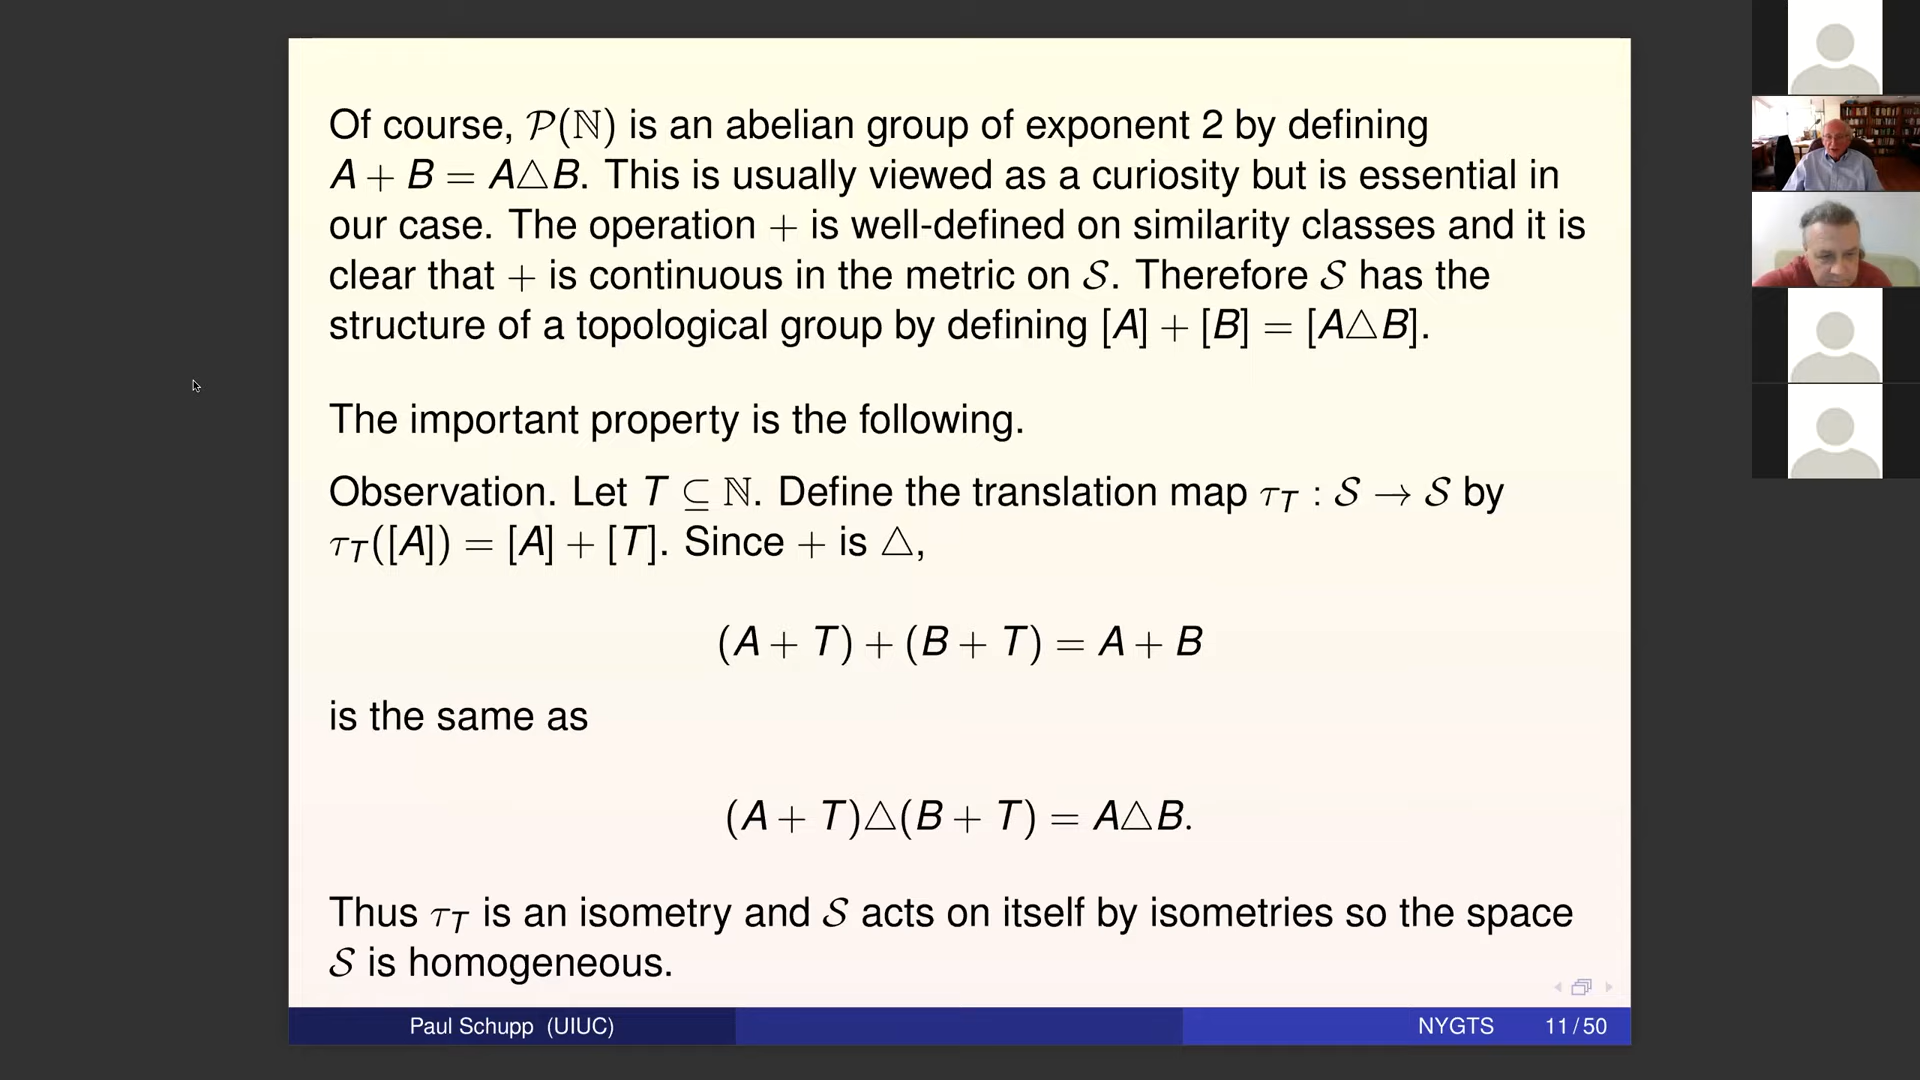 Of course, 𝒫(ℕ) is an abelian group of exponent 2 by defining
A + B = A△B. This is usually viewed as a curiosity but is essential in
our case. The operation + is well-defined on similarity classes and it is
clear that + is continuous in the metric on 𝒮. Therefore 𝒮 has the
structure of a topological group by defining [A] + [B] = [A△B].
The important property is the following.
Observation. Let T ⊆ ℕ. Define the translation map τ_T : 𝒮 → 𝒮 by
τ_T([A]) = [A] + [T]. Since + is △,
(A + T) + (B + T) = A + B
is the same as
(A + T)△(B + T) = A△B.
Thus τ_T is an isometry and 𝒮 acts on itself by isometries so the space
𝒮 is homogeneous.
Paul Schupp (UIUC) NYGTS 11 / 50